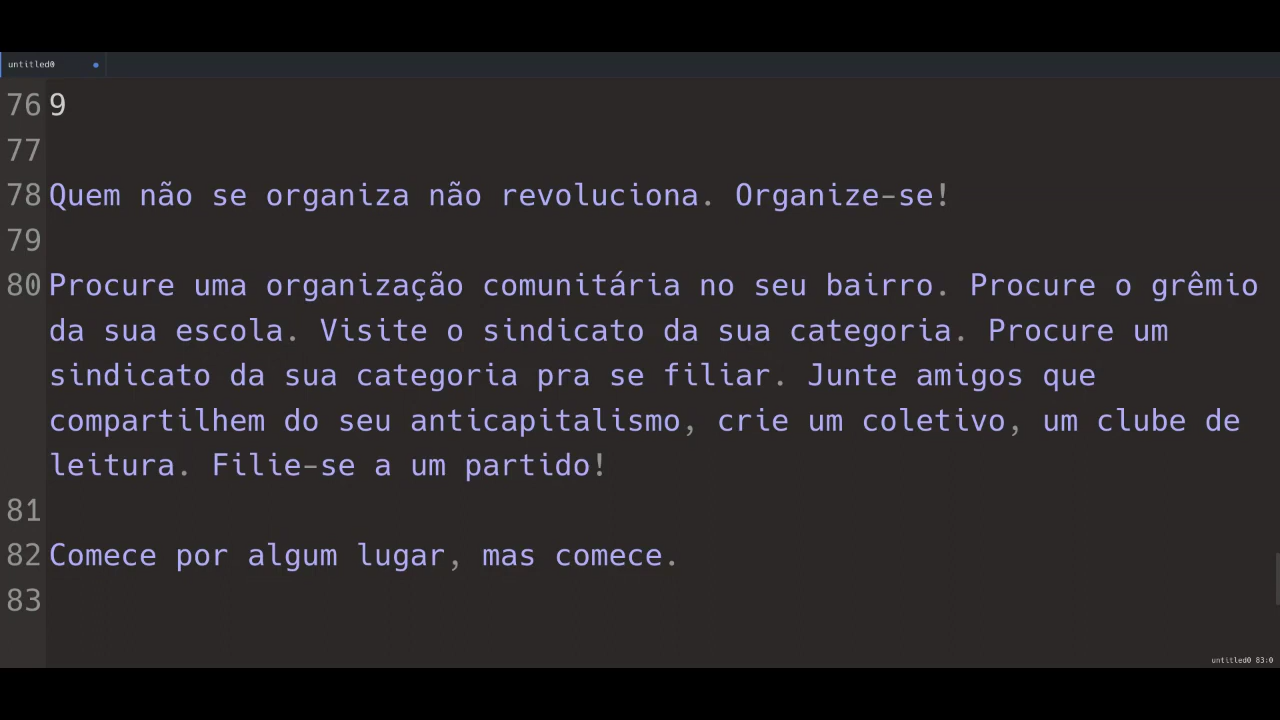 untitled0
76 9
77
78 Quem não se organiza não revoluciona. Organize-se!
79
80 Procure uma organização comunitária no seu bairro. Procure o grêmio
da sua escola. Visite o sindicato da sua categoria. Procure um
sindicato da sua categoria pra se filiar. Junte amigos que
compartilhem do seu anticapitalismo, crie um coletivo, um clube de
leitura. Filie-se a um partido!
81
82 Comece por algum lugar, mas comece.
83
untitled0 83:0